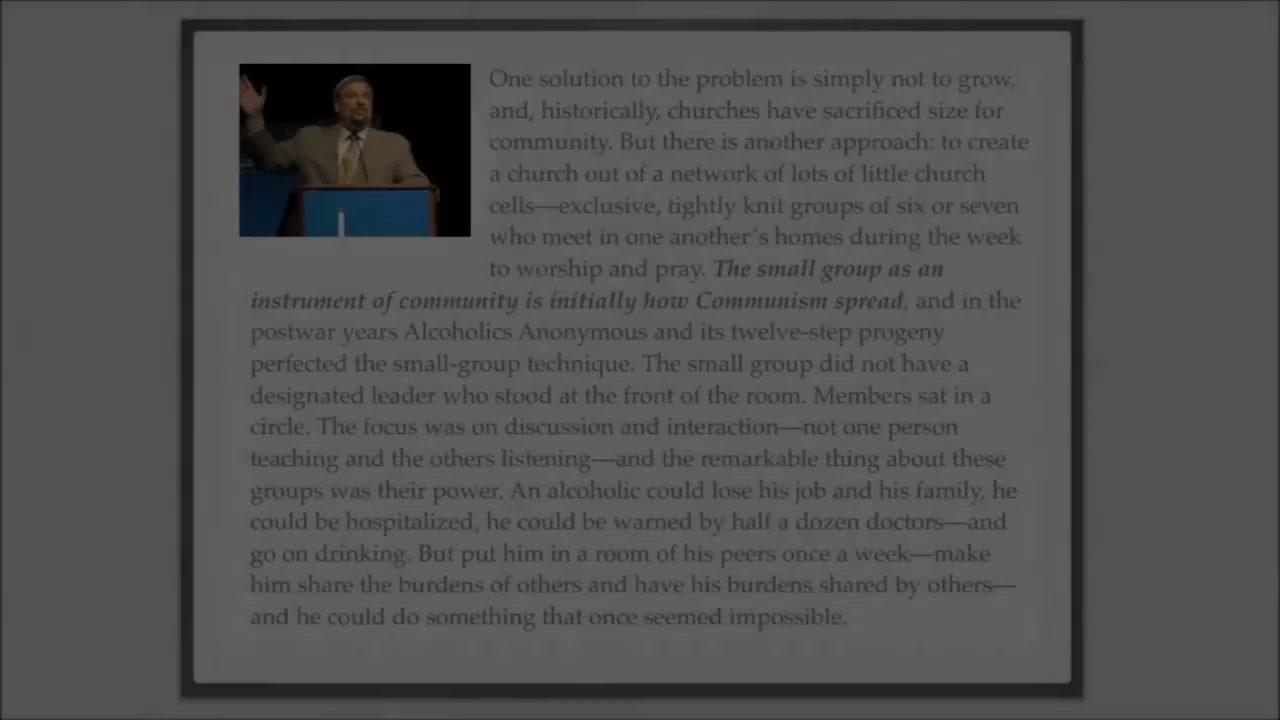 One solution to the problem is simply not to grow,
and, historically, churches have sacrificed size for
community. But there is another approach: to create
a church out of a network of lots of little church
cells—exclusive, tightly knit groups of six or seven
who meet in one another's homes during the week
to worship and pray. The small group as an
instrument of community is initially how Communism spread, and in the
postwar years Alcoholics Anonymous and its twelve-step progeny
perfected the small-group technique. The small group did not have a
designated leader who stood at the front of the room. Members sat in a
circle. The focus was on discussion and interaction—not one person
teaching and the others listening—and the remarkable thing about these
groups was their power. An alcoholic could lose his job and his family, he
could be hospitalized, he could be warned by half a dozen doctors—and
go on drinking. But put him in a room of his peers once a week—make
him share the burdens of others and have his burdens shared by others—
and he could do something that once seemed impossible.